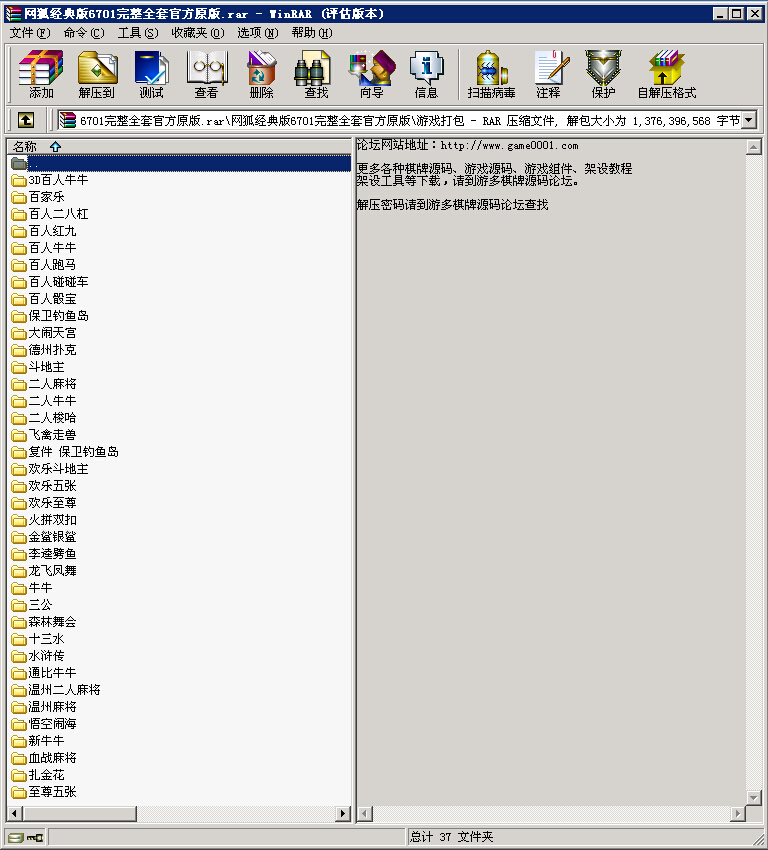 网狐经典版6701完整全套官方原版.rar - WinRAR (评估版本)
文件(F) 命令(C) 工具(S) 收藏夹(O) 选项(N) 帮助(H)
添加 解压到 测试 查看 删除 查找 向导 信息 扫描病毒 注释 保护 自解压格式
6701完整全套官方原版.rar\网狐经典版6701完整全套官方原版\游戏打包 - RAR 压缩文件, 解包大小为 1,376,396,568 字节
名称
..
3D百人牛牛
百家乐
百人二八杠
百人红九
百人牛牛
百人跑马
百人碰碰车
百人骰宝
保卫钓鱼岛
大闹天宫
德州扑克
斗地主
二人麻将
二人牛牛
二人梭哈
飞禽走兽
复件 保卫钓鱼岛
欢乐斗地主
欢乐五张
欢乐至尊
火拼双扣
金鲨银鲨
李逵劈鱼
龙飞凤舞
牛牛
三公
森林舞会
十三水
水浒传
通比牛牛
温州二人麻将
温州麻将
悟空闹海
新牛牛
血战麻将
扎金花
至尊五张
论坛网站地址：http://www.game0001.com
更多各种棋牌源码、游戏源码、游戏组件、架设教程
架设工具等下载，请到游多棋牌源码论坛。
解压密码请到游多棋牌源码论坛查找
总计 37 文件夹